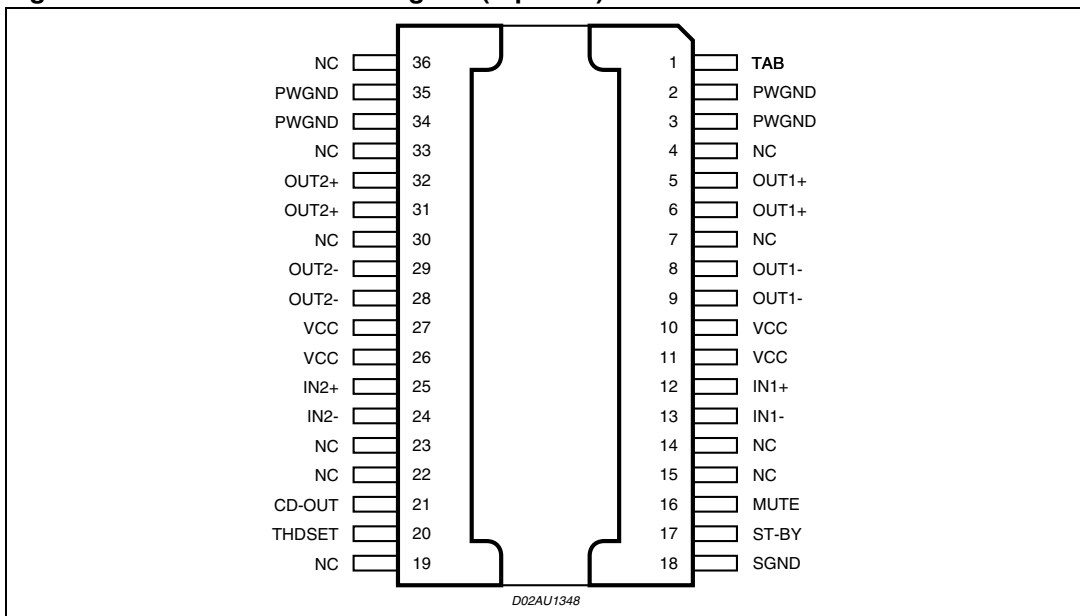 NC 36 1 TAB
PWGND 35 2 PWGND
PWGND 34 3 PWGND
NC 33 4 NC
OUT2+ 32 5 OUT1+
OUT2+ 31 6 OUT1+
NC 30 7 NC
OUT2- 29 8 OUT1-
OUT2- 28 9 OUT1-
VCC 27 10 VCC
VCC 26 11 VCC
IN2+ 25 12 IN1+
IN2- 24 13 IN1-
NC 23 14 NC
NC 22 15 NC
CD-OUT 21 16 MUTE
THDSET 20 17 ST-BY
NC 19 18 SGND
D02AU1348